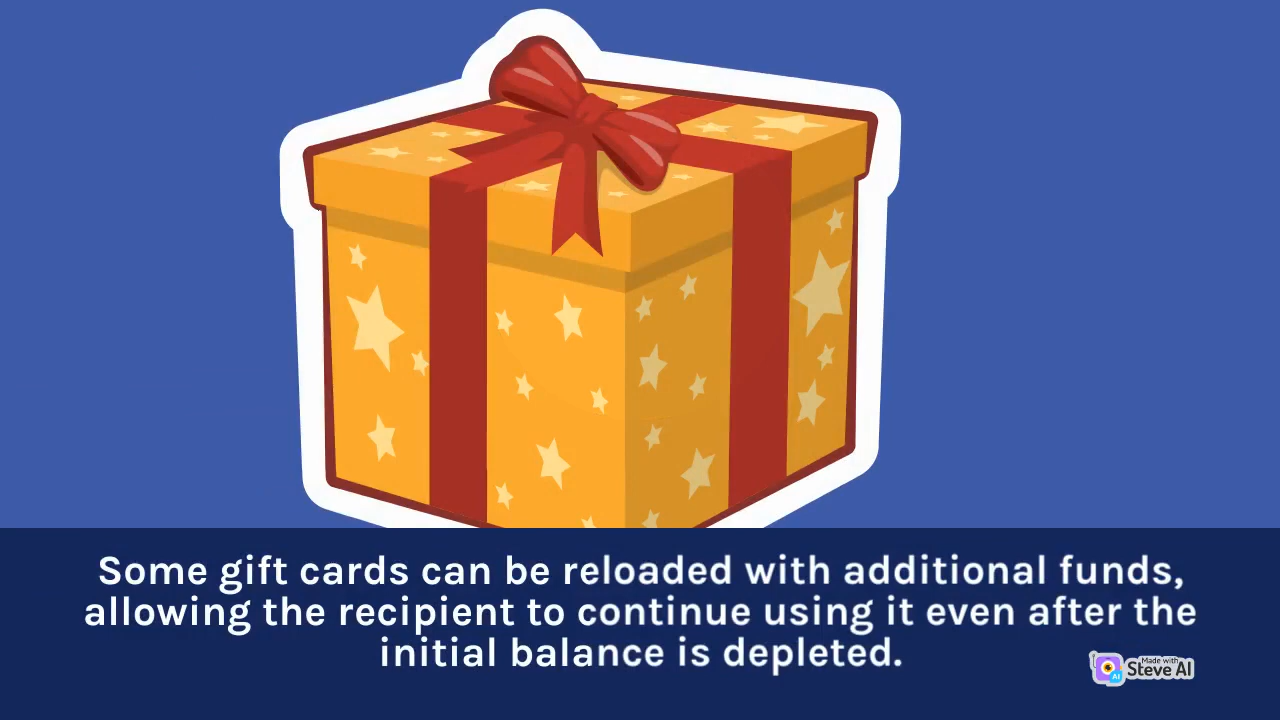 Some gift cards can be reloaded with additional funds,
allowing the recipient to continue using it even after the
initial balance is depleted.
Made with
Steve AI
AI